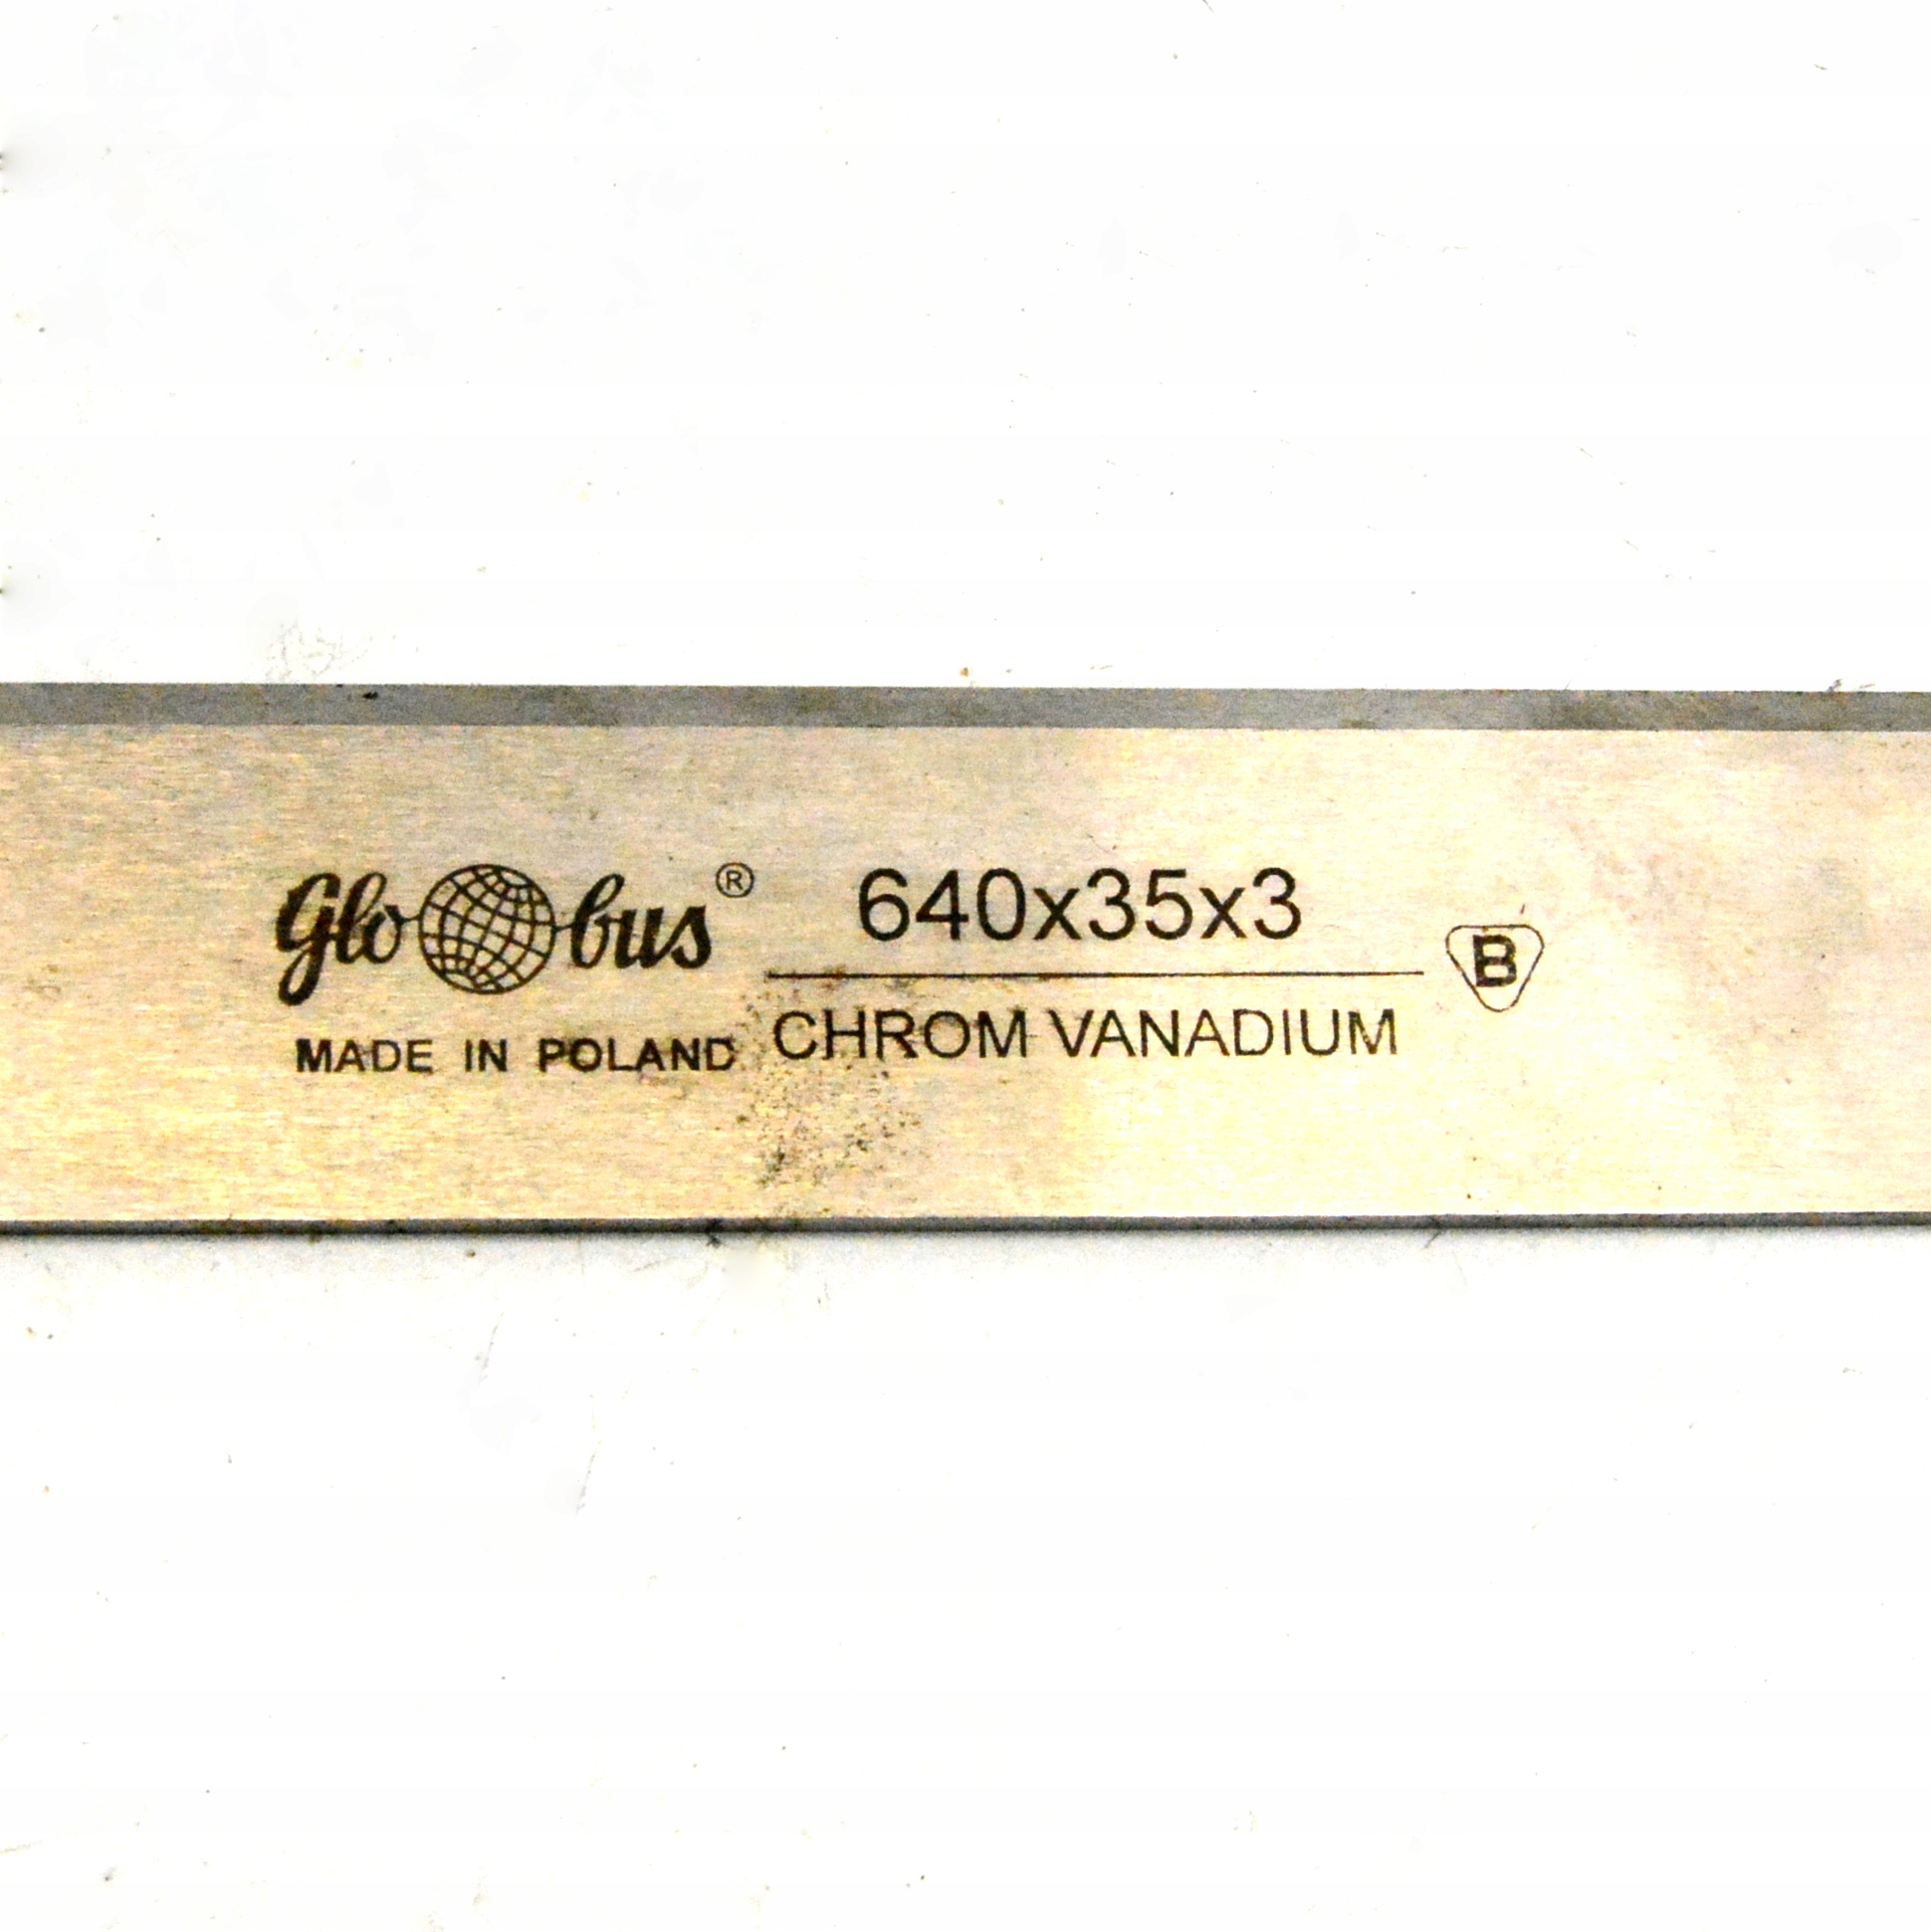 globus® 640x35x3
MADE IN POLAND CHROM VANADIUM
B